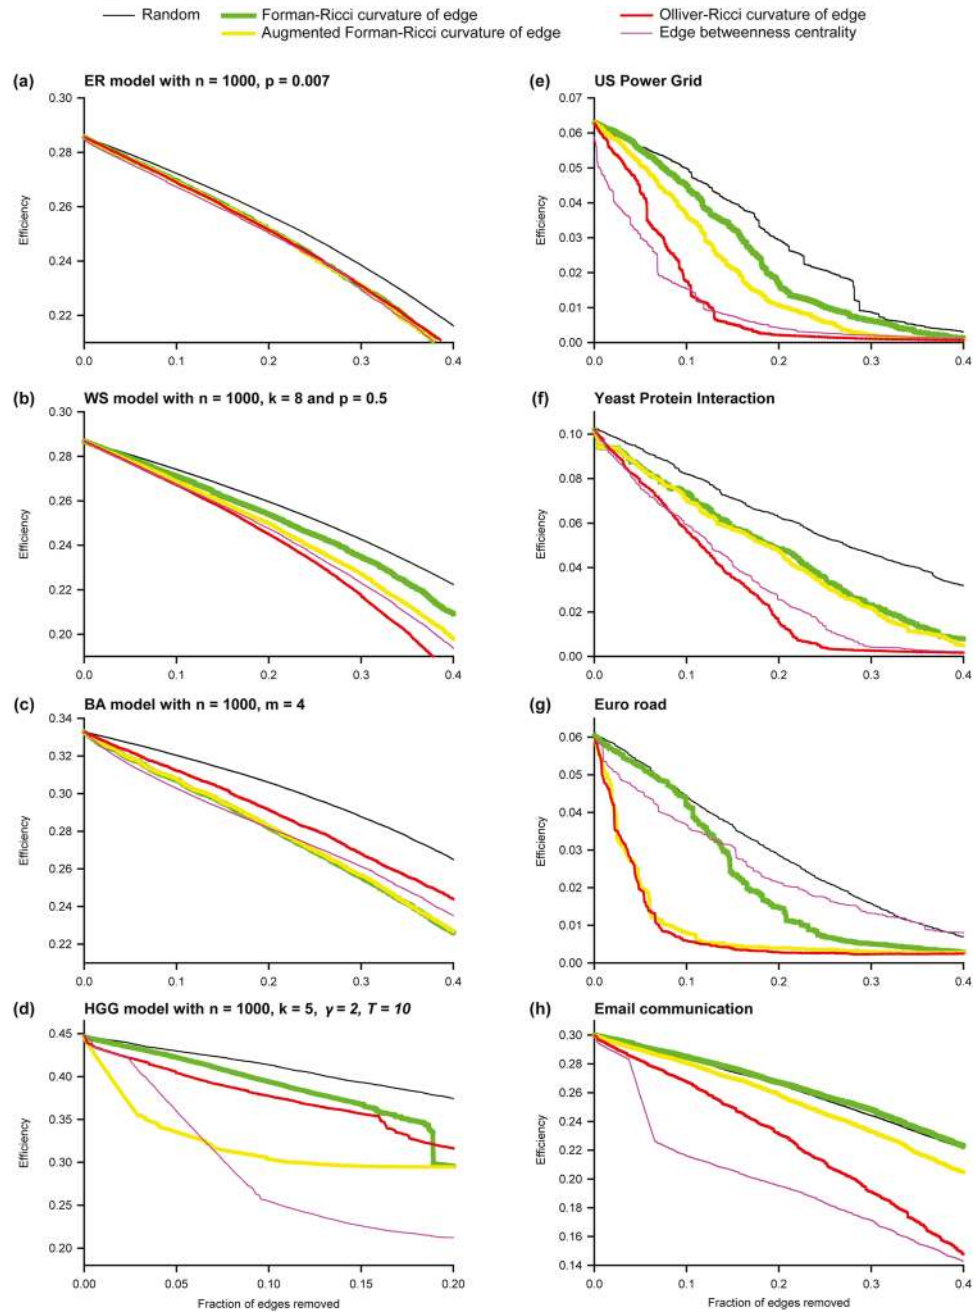 Random
Forman-Ricci curvature of edge
Olliver-Ricci curvature of edge
Augmented Forman-Ricci curvature of edge
Edge betweenness centrality
(a) ER model with n = 1000, p = 0.007
0.30
0.28
0.26
0.24
0.22
Efficiency
0.0 0.1 0.2 0.3 0.4
(e) US Power Grid
0.07
0.06
0.05
0.04
0.03
0.02
0.01
0.00
Efficiency
0.0 0.1 0.2 0.3 0.4
(b) WS model with n = 1000, k = 8 and p = 0.5
0.30
0.28
0.26
0.24
0.22
0.20
Efficiency
0.0 0.1 0.2 0.3 0.4
(f) Yeast Protein Interaction
0.10
0.08
0.06
0.04
0.02
0.00
Efficiency
0.0 0.1 0.2 0.3 0.4
(c) BA model with n = 1000, m = 4
0.34
0.32
0.30
0.28
0.26
0.24
0.22
Efficiency
0.0 0.1 0.2 0.3 0.4
(g) Euro road
0.06
0.05
0.04
0.03
0.02
0.01
0.00
Efficiency
0.0 0.1 0.2 0.3 0.4
(d) HGG model with n = 1000, k = 5, γ = 2, T = 10
0.45
0.40
0.35
0.30
0.25
0.20
Efficiency
0.00 0.05 0.10 0.15 0.20
Fraction of edges removed
(h) Email communication
0.30
0.28
0.26
0.24
0.22
0.20
0.18
0.16
0.14
Efficiency
0.0 0.1 0.2 0.3 0.4
Fraction of edges removed